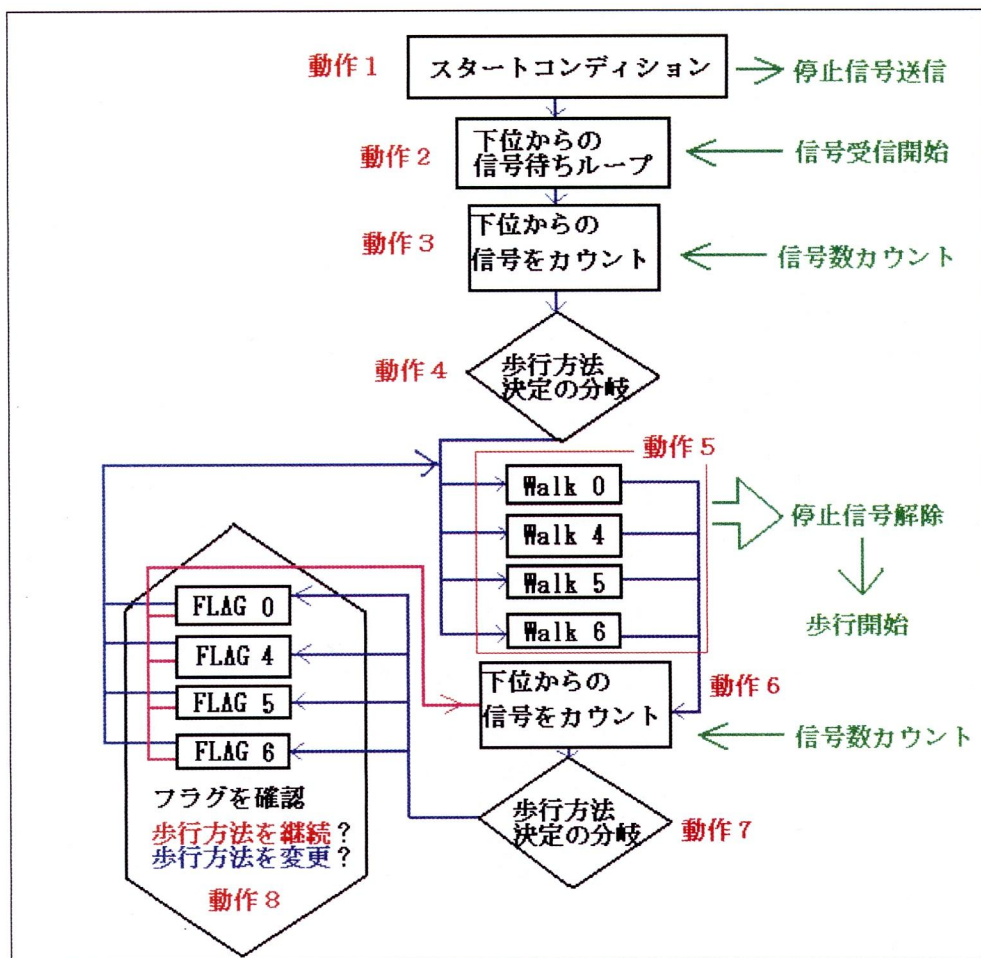 動作1
スタートコンディション
停止信号送信
動作2
下位からの
信号待ちループ
信号受信開始
動作3
下位からの
信号をカウント
信号数カウント
動作4
歩行方法
決定の分岐
動作5
Walk 0
Walk 4
Walk 5
Walk 6
停止信号解除
歩行開始
FLAG 0
FLAG 4
FLAG 5
FLAG 6
フラグを確認
歩行方法を継続?
歩行方法を変更?
動作8
下位からの
信号をカウント
動作6
信号数カウント
歩行方法
決定の分岐
動作7